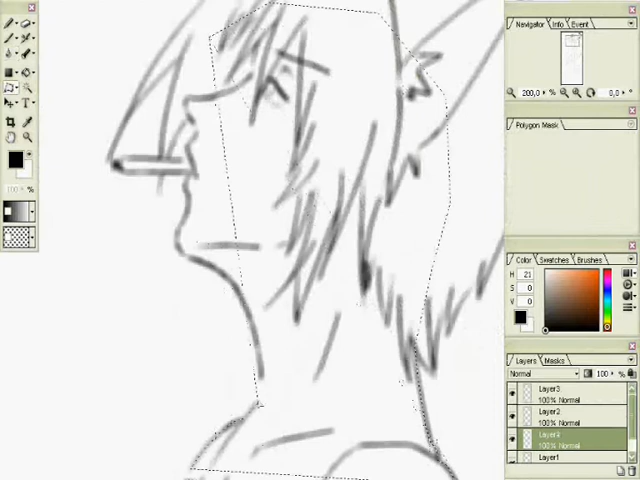 Navigator Info Event
200,0% 0,0 °
Polygon Mask
Color Swatches Brushes
H 21
S 0
V 0
100 %
Layers Masks
Normal 100 %
Layer3
100% Normal
Layer2
100% Normal
100% Normal
Layer1